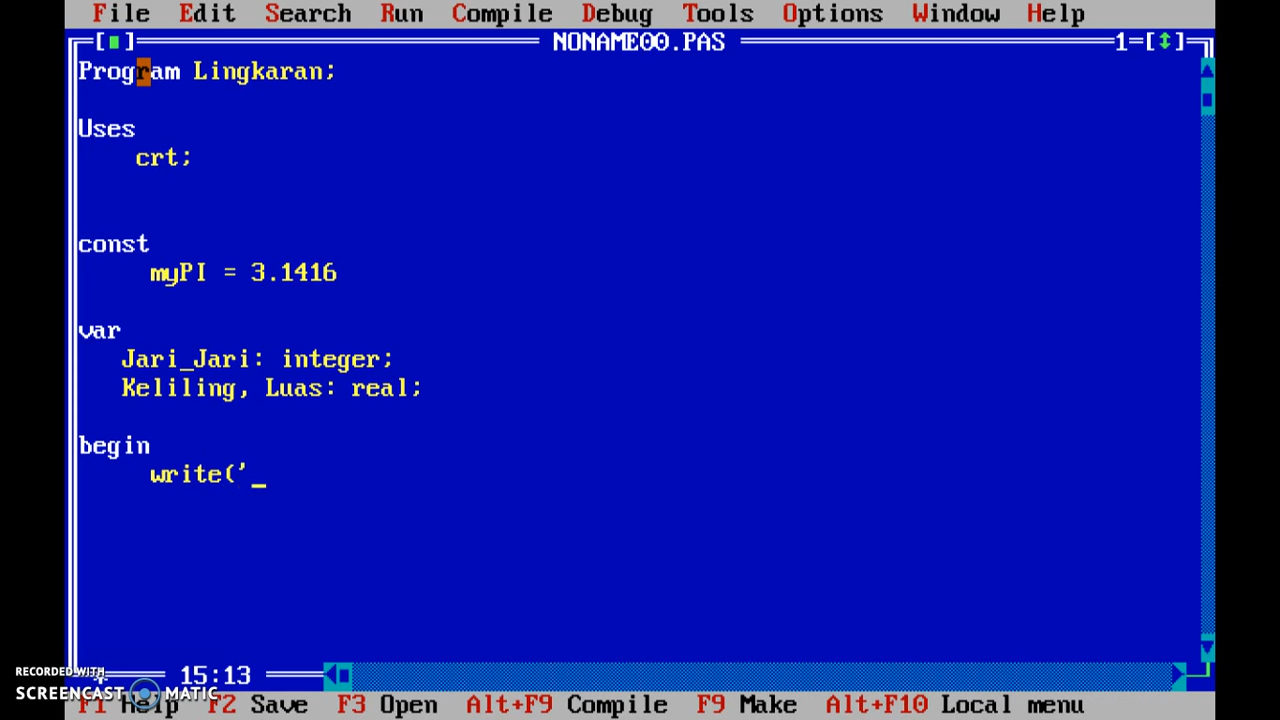 File Edit Search Run Compile Debug Tools Options Window Help
NONAME00.PAS 1=[↕]
Program Lingkaran;
Uses
crt;
const
myPI = 3.1416
var
Jari_Jari: integer;
Keliling, Luas: real;
begin
write('_
15:13
RECORDED WITH
SCREENCAST MATIC
F1 Help F2 Save F3 Open Alt+F9 Compile F9 Make Alt+F10 Local menu